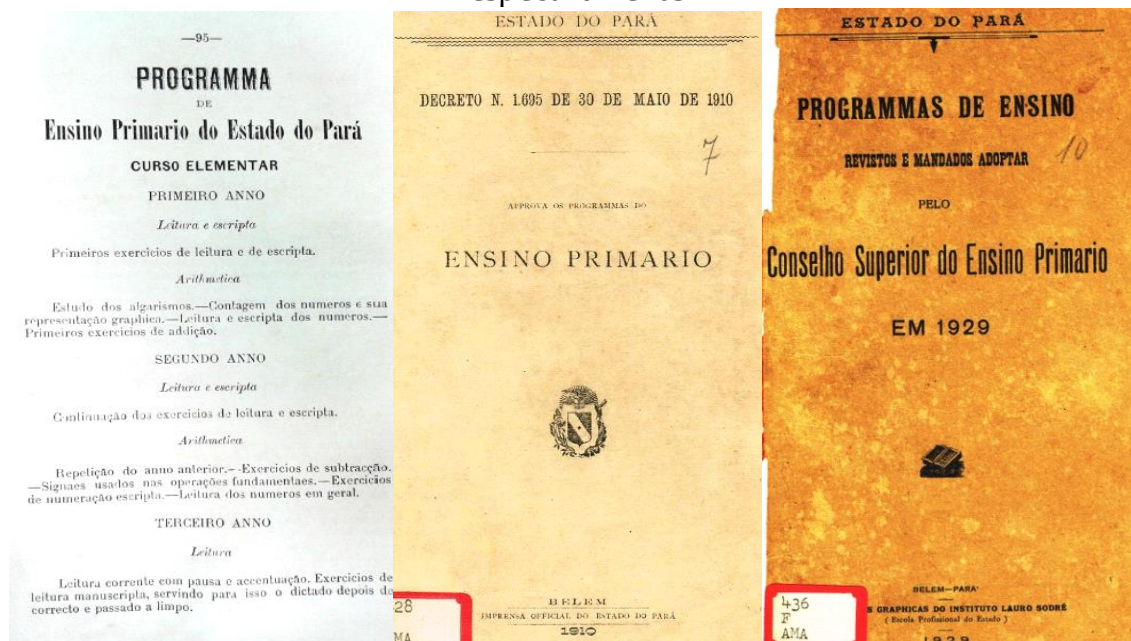 —95—
PROGRAMMA
DE
Ensino Primario do Estado do Pará
CURSO ELEMENTAR
PRIMEIRO ANNO
Leitura e escripta
Primeiros exercicios de leitura e de escripta.
Arithmetica
Estudo dos algarismos.—Contagem dos numeros e sua
representação graphica.—Leitura e escripta dos numeros.—
Primeiros exercicios de addição.
SEGUNDO ANNO
Leitura e escripta
Continuação dos exercicios de leitura e escripta.
Arithmetica
Repetição do anno anterior.—Exercicios de subtracção.
—Signaes usados nas operações fundamentaes.—Exercicios
de numeração escripta.—Leitura dos numeros em geral.
TERCEIRO ANNO
Leitura
Leitura corrente com pausa e accentuação. Exercicios de
leitura manuscripta, servindo para isso o dictado depois de
correcto e passado a limpo.
ESTADO DO PARÁ
DECRETO N. 1.695 DE 30 DE MAIO DE 1910
7
APPROVA OS PROGRAMMAS DO
ENSINO PRIMARIO
BELEM
IMPRENSA OFFICIAL DO ESTADO DO PARÁ
1910
28
MA
ESTADO DO PARÁ
PROGRAMMAS DE ENSINO
REVISTOS E MANDADOS ADOPTAR
10
PELO
Conselho Superior do Ensino Primario
EM 1929
BELEM—PARA'
S GRAPHICAS DO INSTITUTO LAURO SODRÉ
( Escola Profissional do Estado )
1929
436
F
AMA